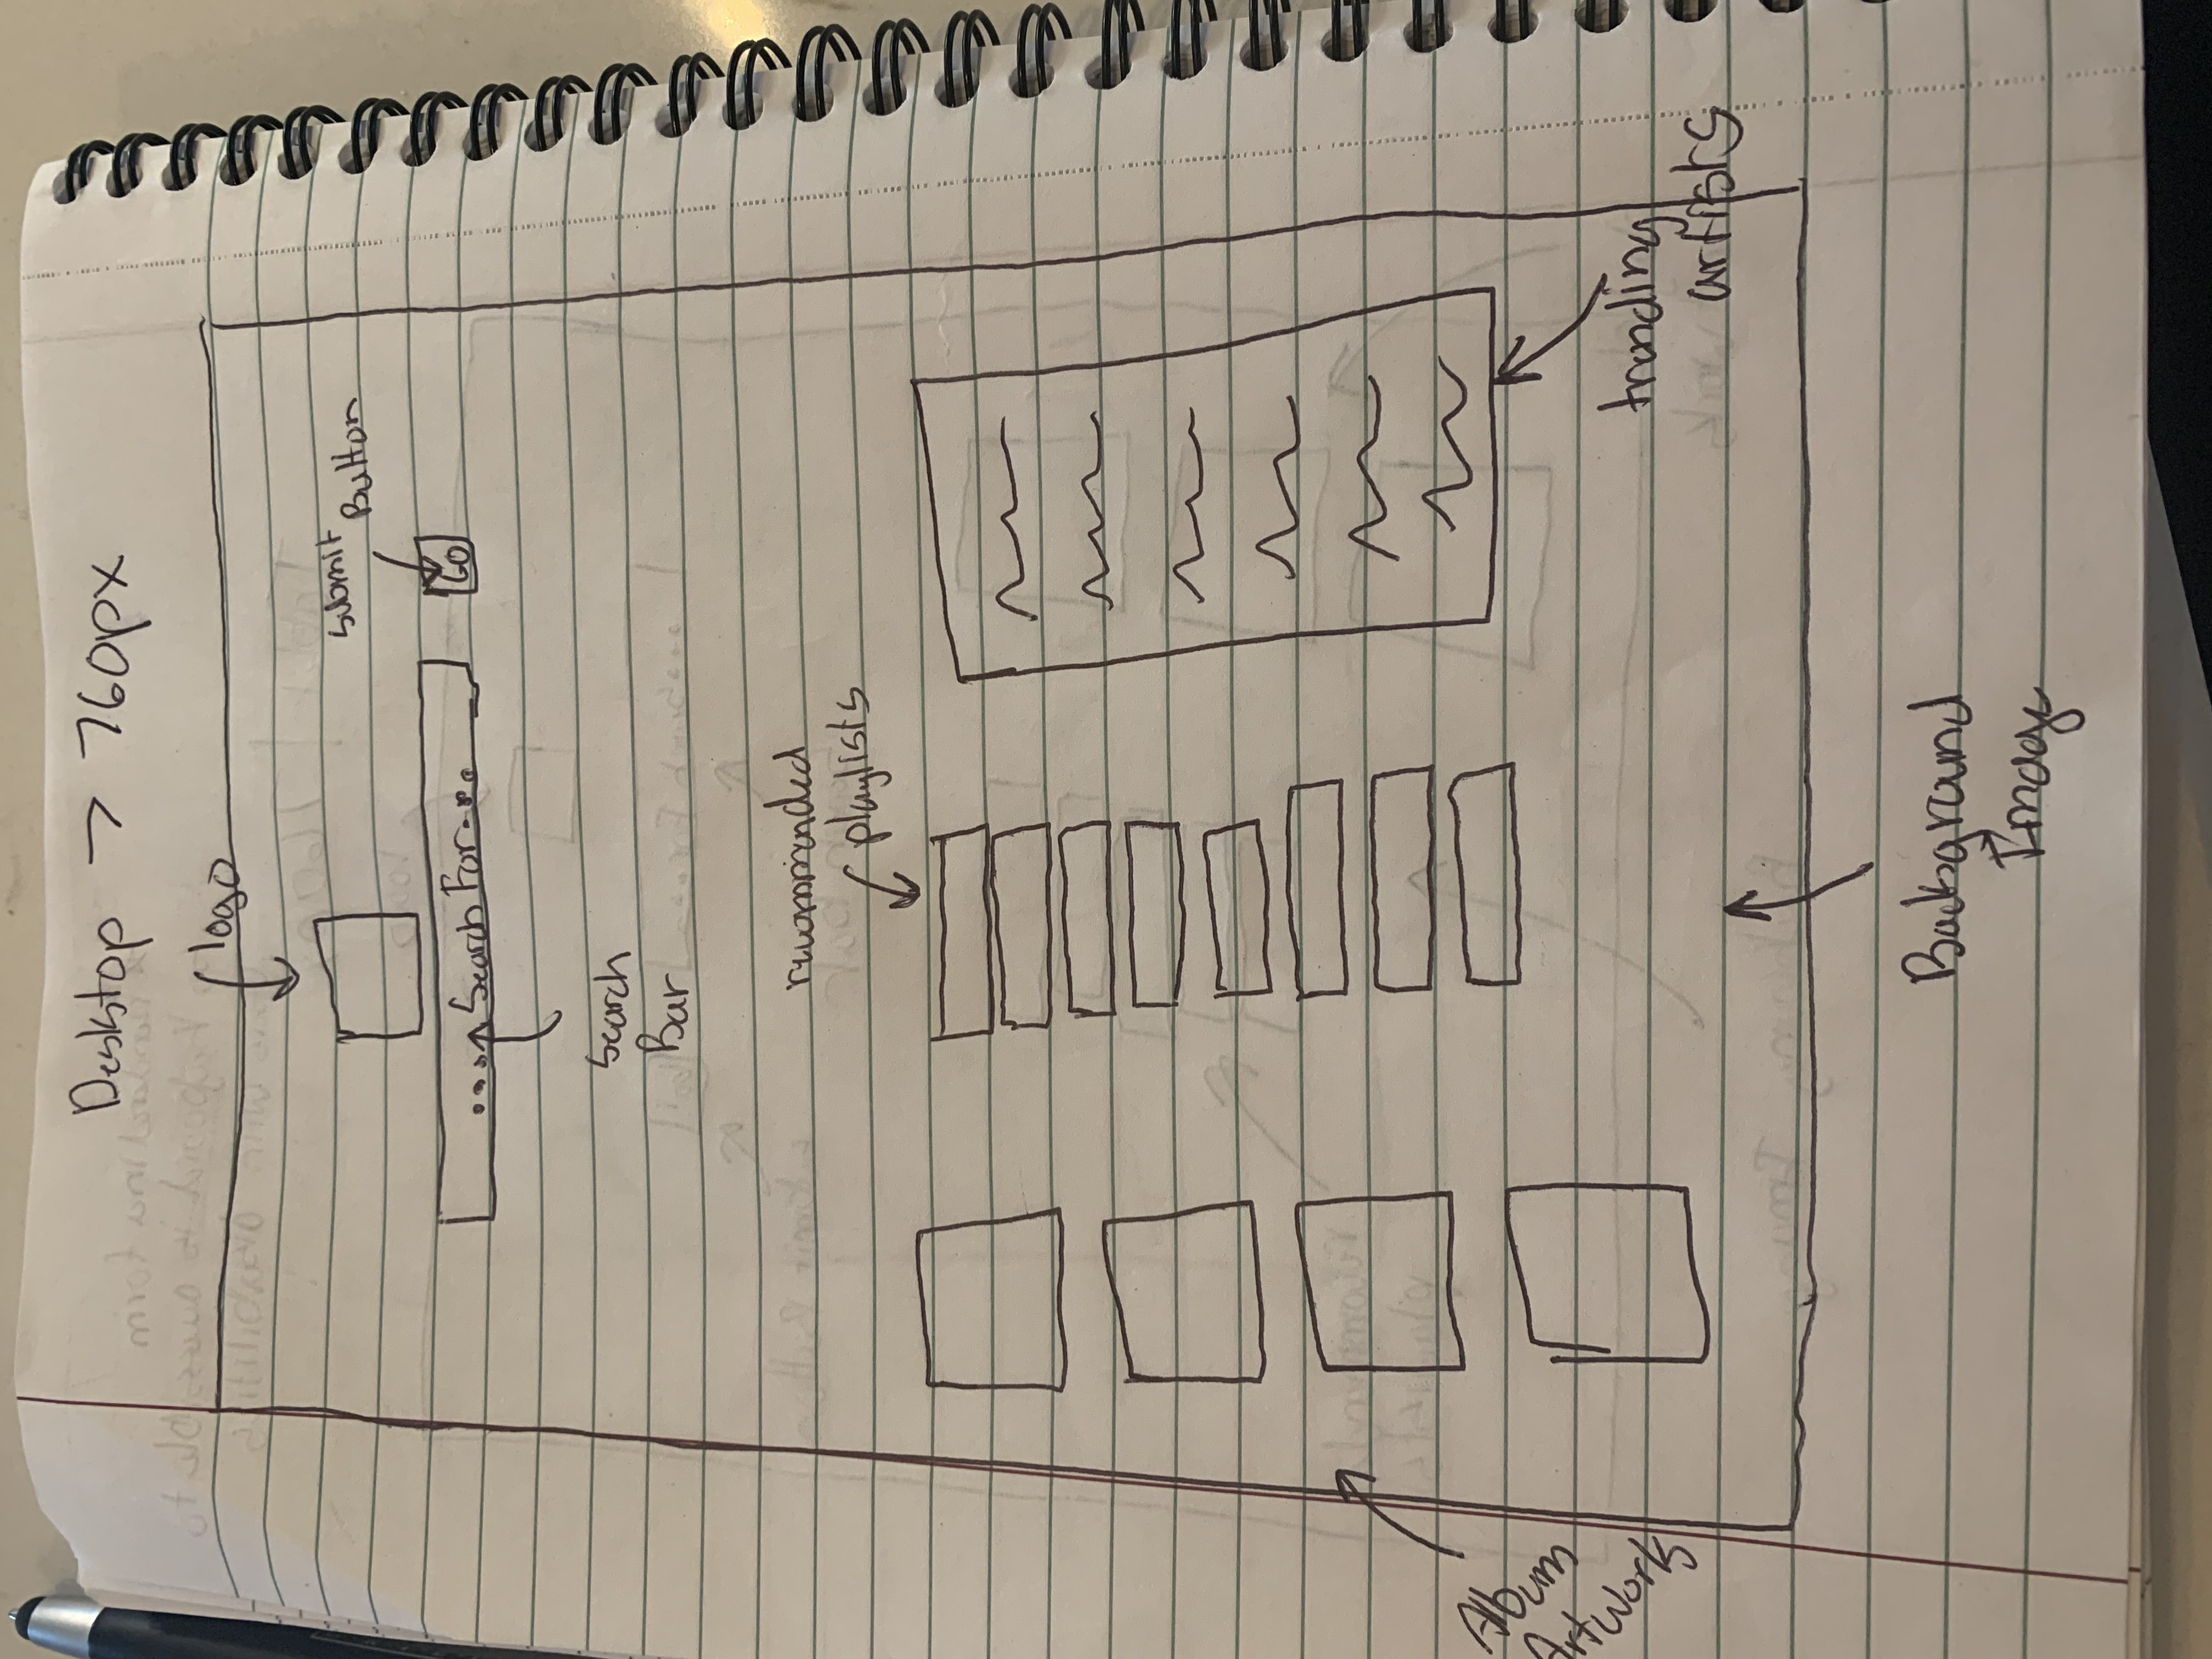 Desktop > 760px
logo
submit
Button
....Search For....
GO
Search
Bar
recommended
playlists
Album
Artwork
trending
artists
Background
Image